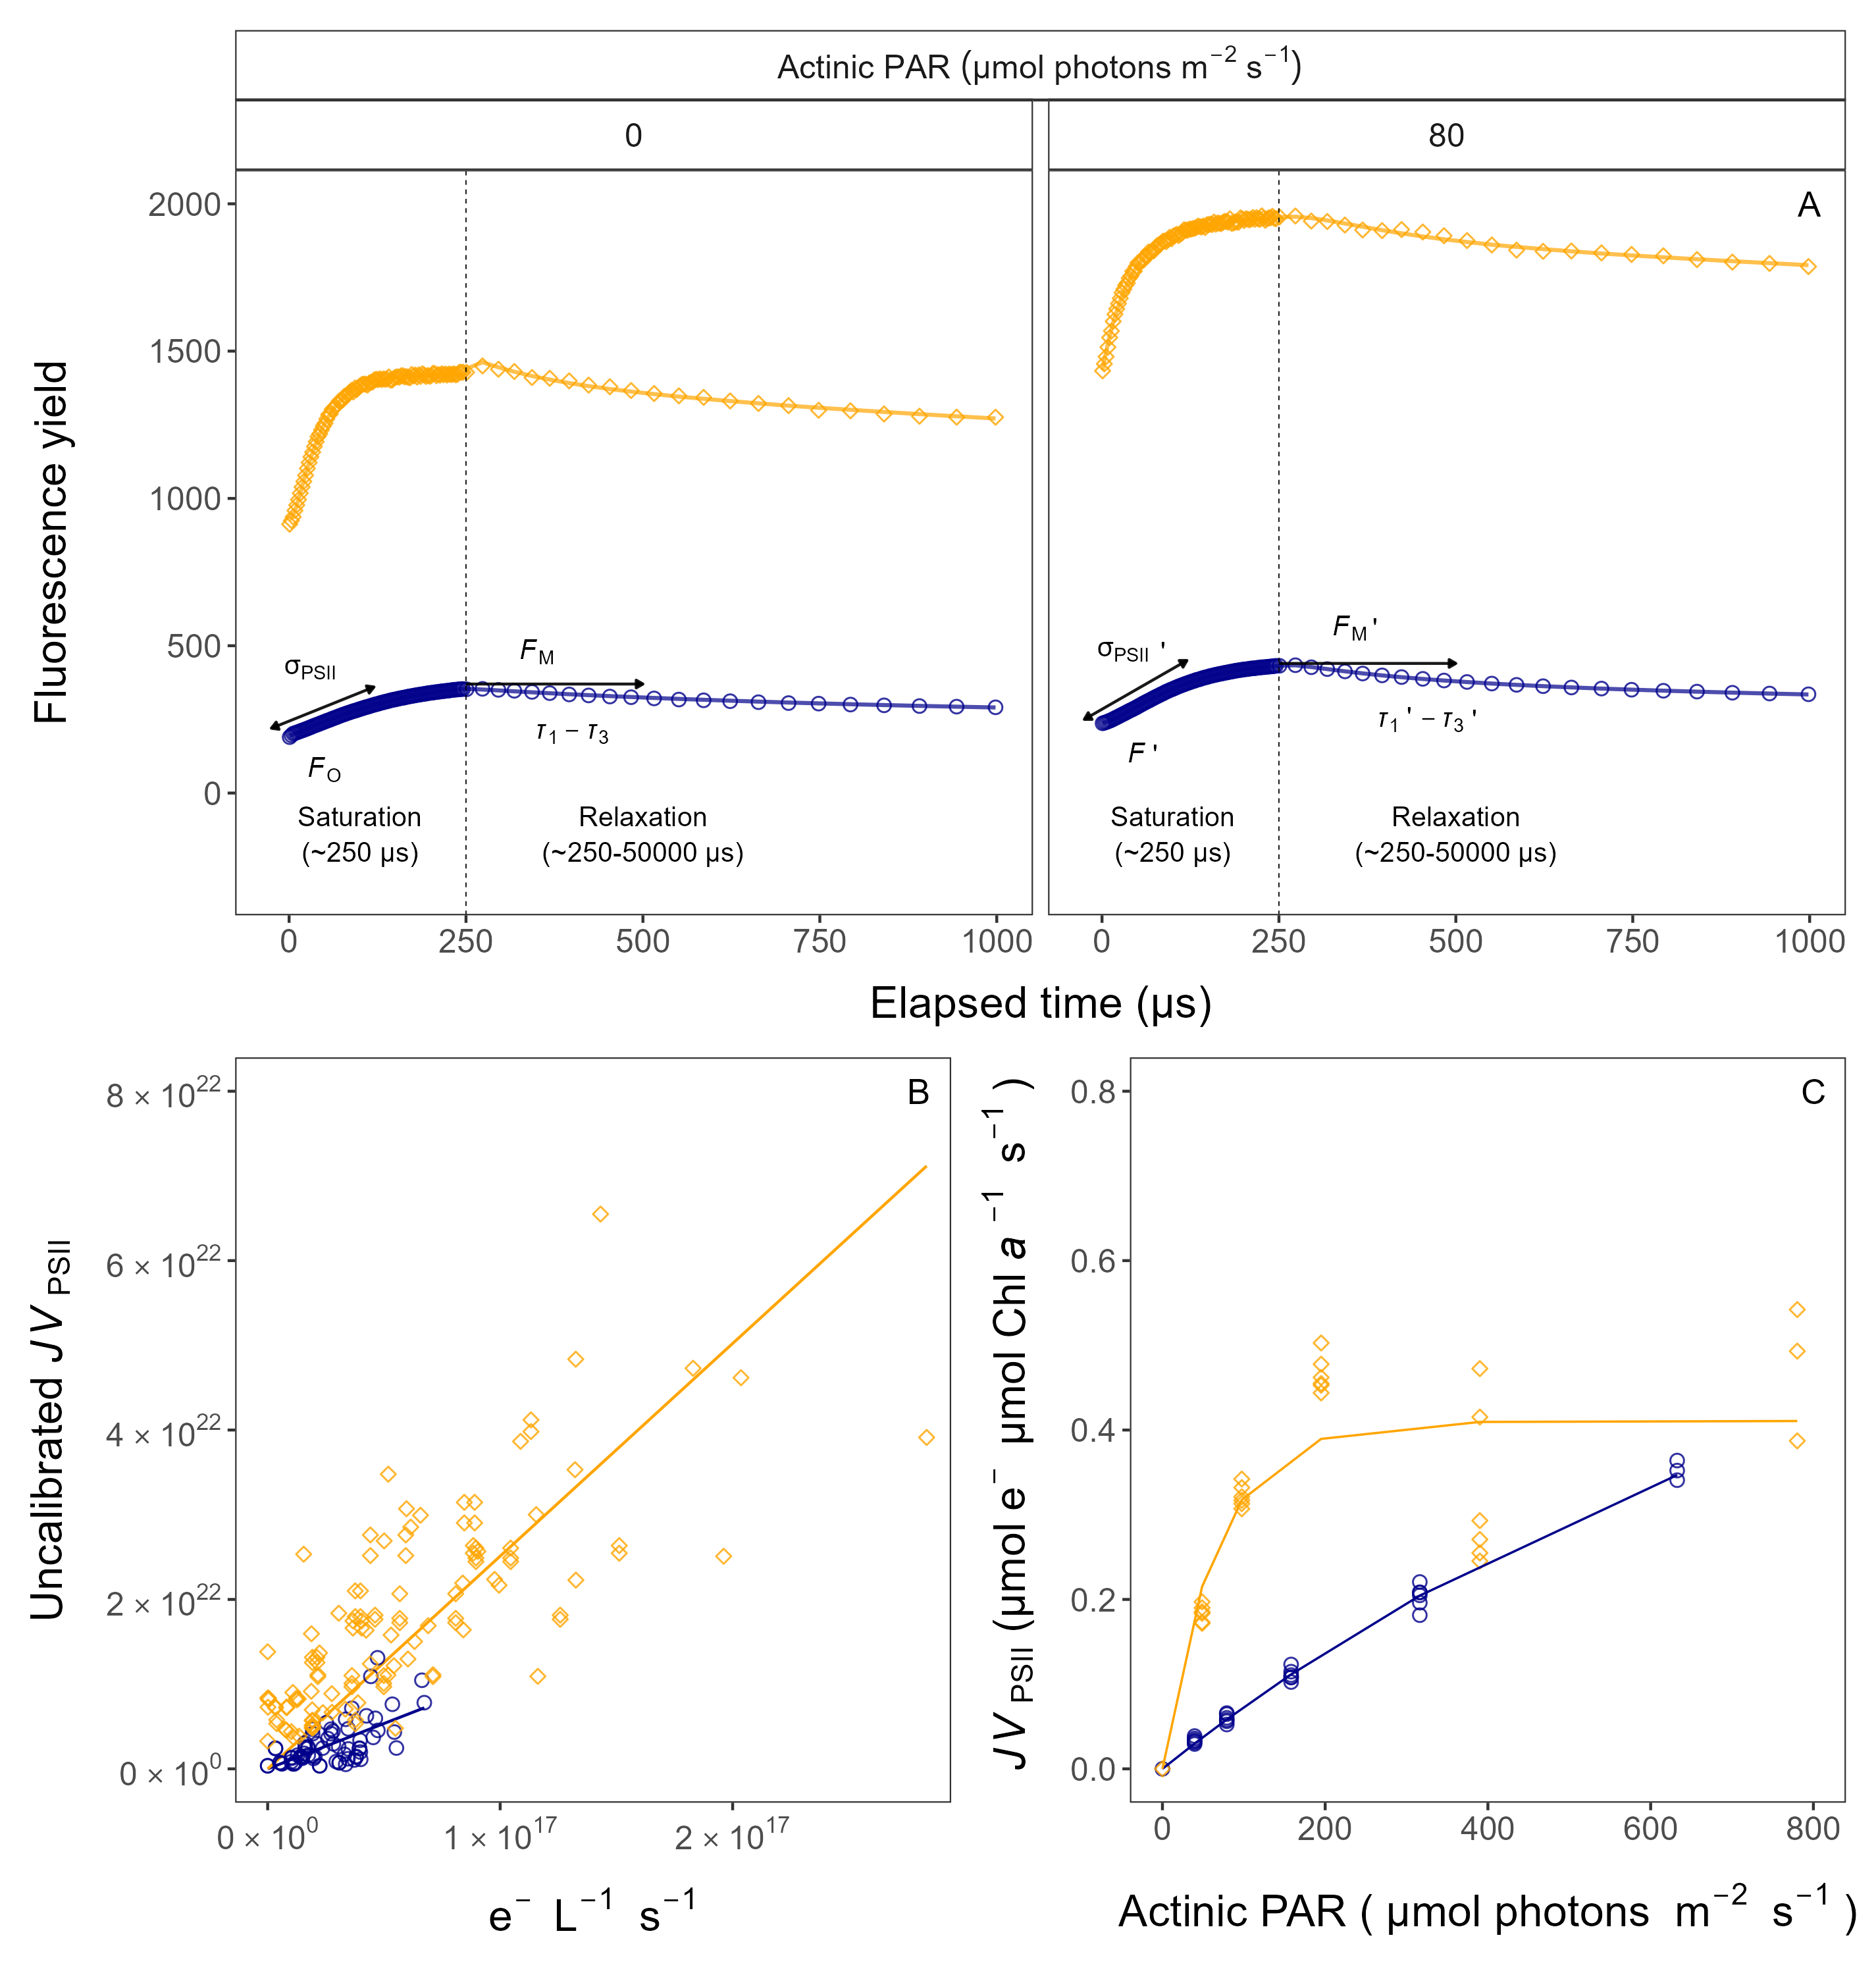 Actinic PAR (µmol photons m⁻² s⁻¹)
0 80
A
Fluorescence yield
2000
1500
1000
500
0
σPSII FM
τ1 − τ3
FO
Saturation Relaxation
(~250 µs) (~250-50000 µs)
σPSII ' FM '
τ1 ' − τ3 '
F '
Saturation Relaxation
(~250 µs) (~250-50000 µs)
0 250 500 750 1000 0 250 500 750 1000
Elapsed time (µs)
B
Uncalibrated JV PSII
8 × 10²²
6 × 10²²
4 × 10²²
2 × 10²²
0 × 10⁰
0 × 10⁰ 1 × 10¹⁷ 2 × 10¹⁷
e⁻ L⁻¹ s⁻¹
C
JV PSII (µmol e⁻ µmol Chl a ⁻¹ s⁻¹ )
0.8
0.6
0.4
0.2
0.0
0 200 400 600 800
Actinic PAR ( µmol photons m⁻² s⁻¹ )